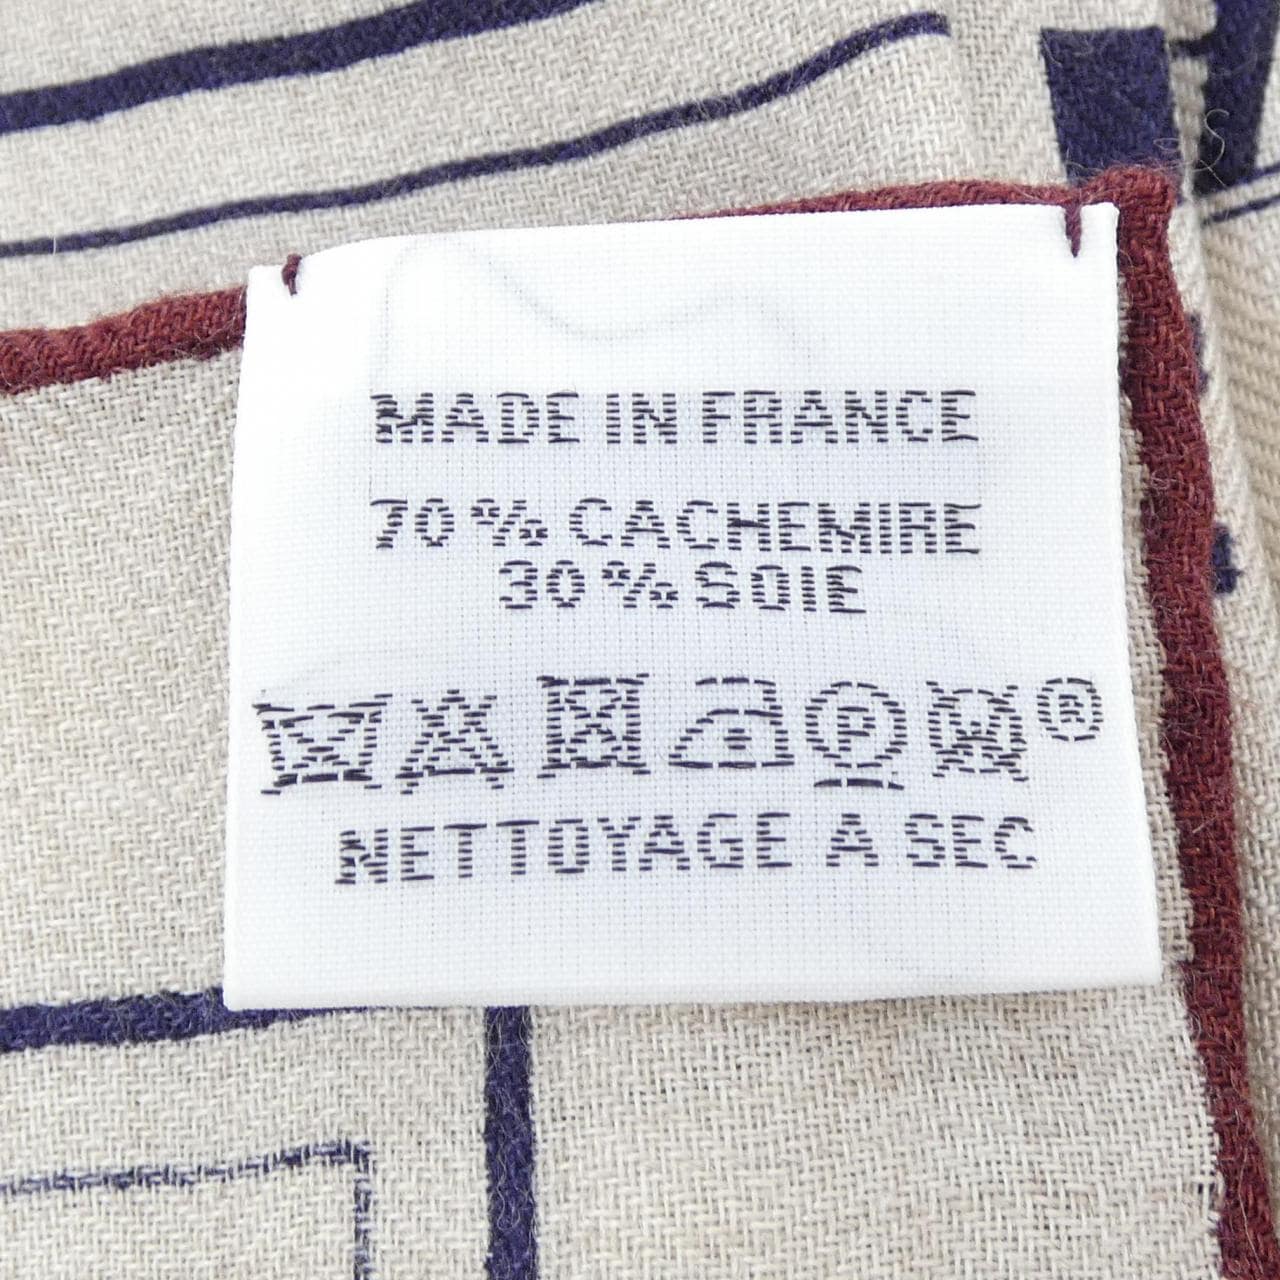 MADE IN FRANCE
70 % CACHEMIRE
30 % SOIE
P ®
NETTOYAGE A SEC